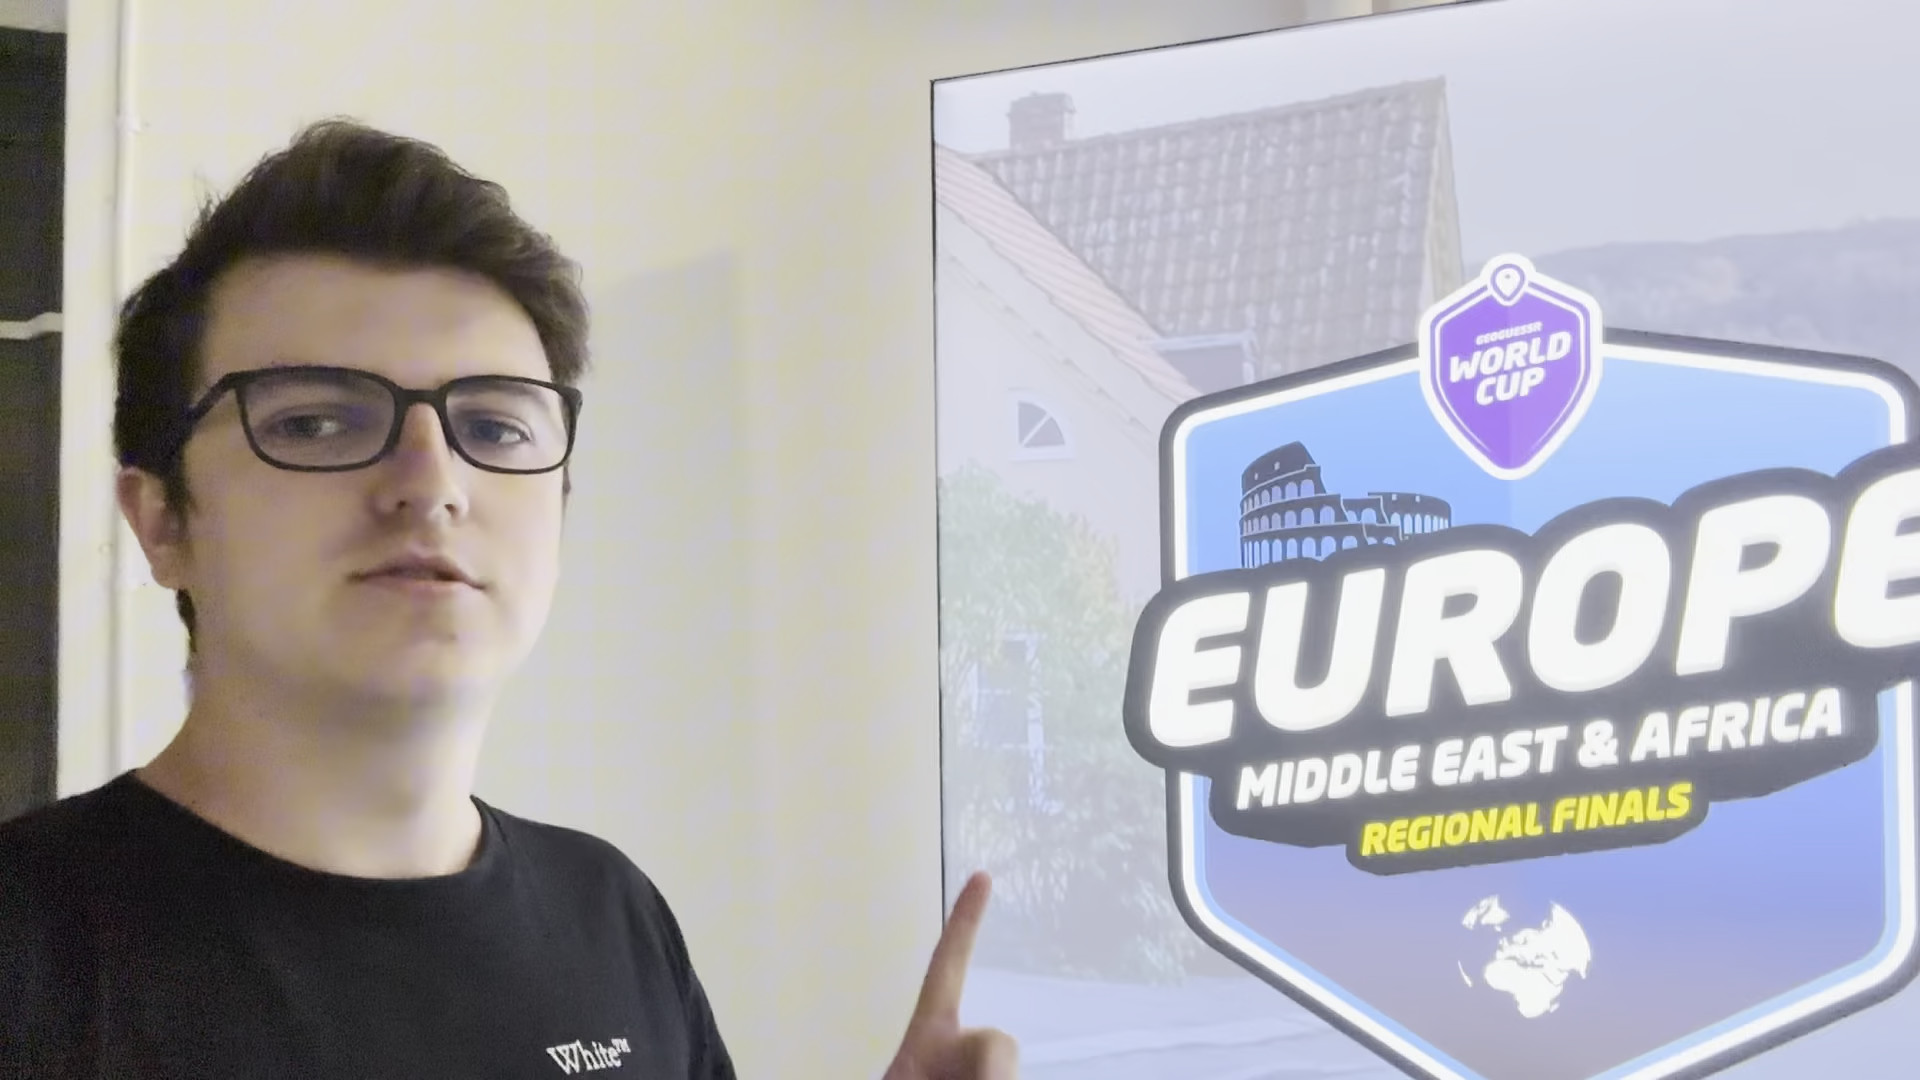 GEOGUESSR
WORLD
CUP
EUROPE
MIDDLE EAST & AFRICA
REGIONAL FINALS
White™